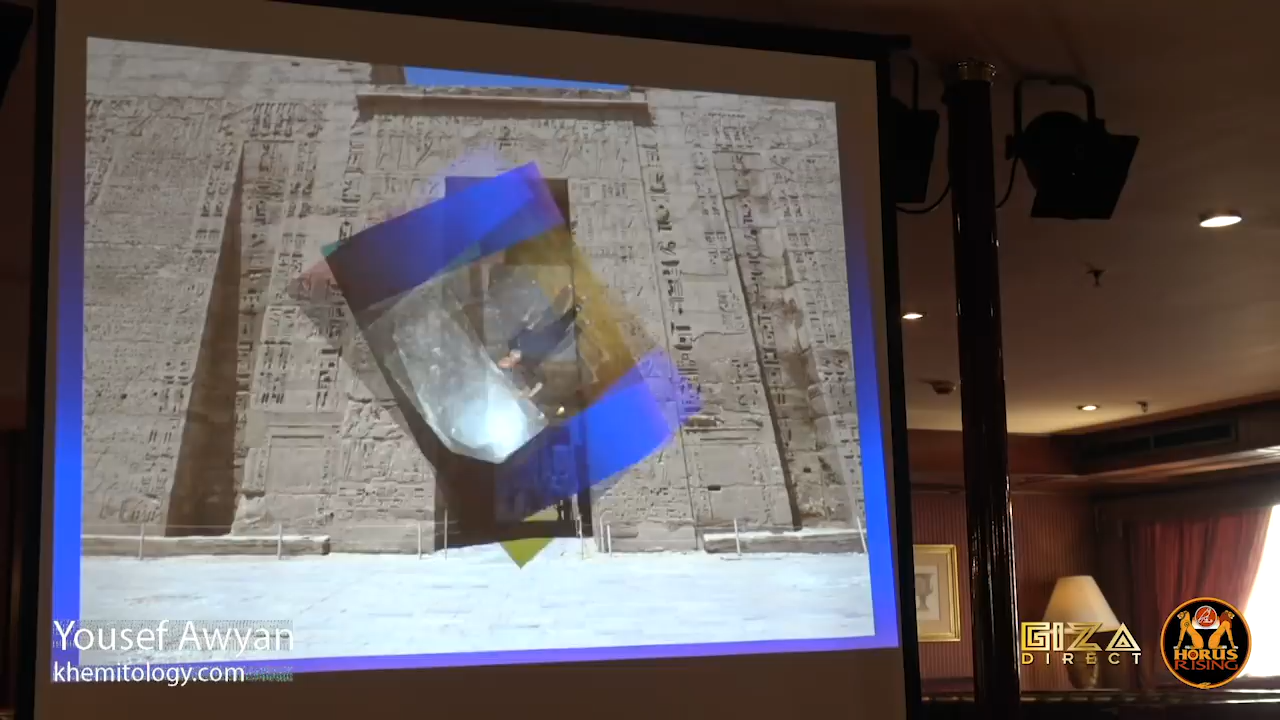 Yousef Awyan
khemitology.com
GIZA
DIRECT
HORUS
RISING